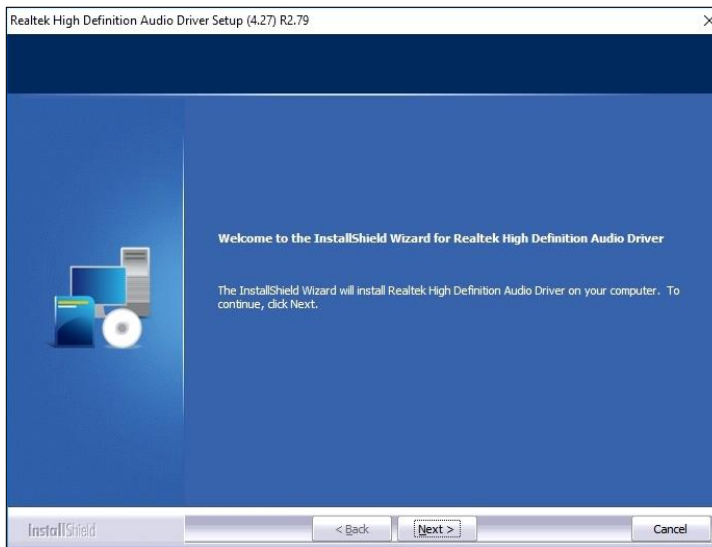 Realtek High Definition Audio Driver Setup (4.27) R2.79
Welcome to the InstallShield Wizard for Realtek High Definition Audio Driver
The InstallShield Wizard will install Realtek High Definition Audio Driver on your computer. To
continue, click Next.
InstallShield
< Back
Next >
Cancel